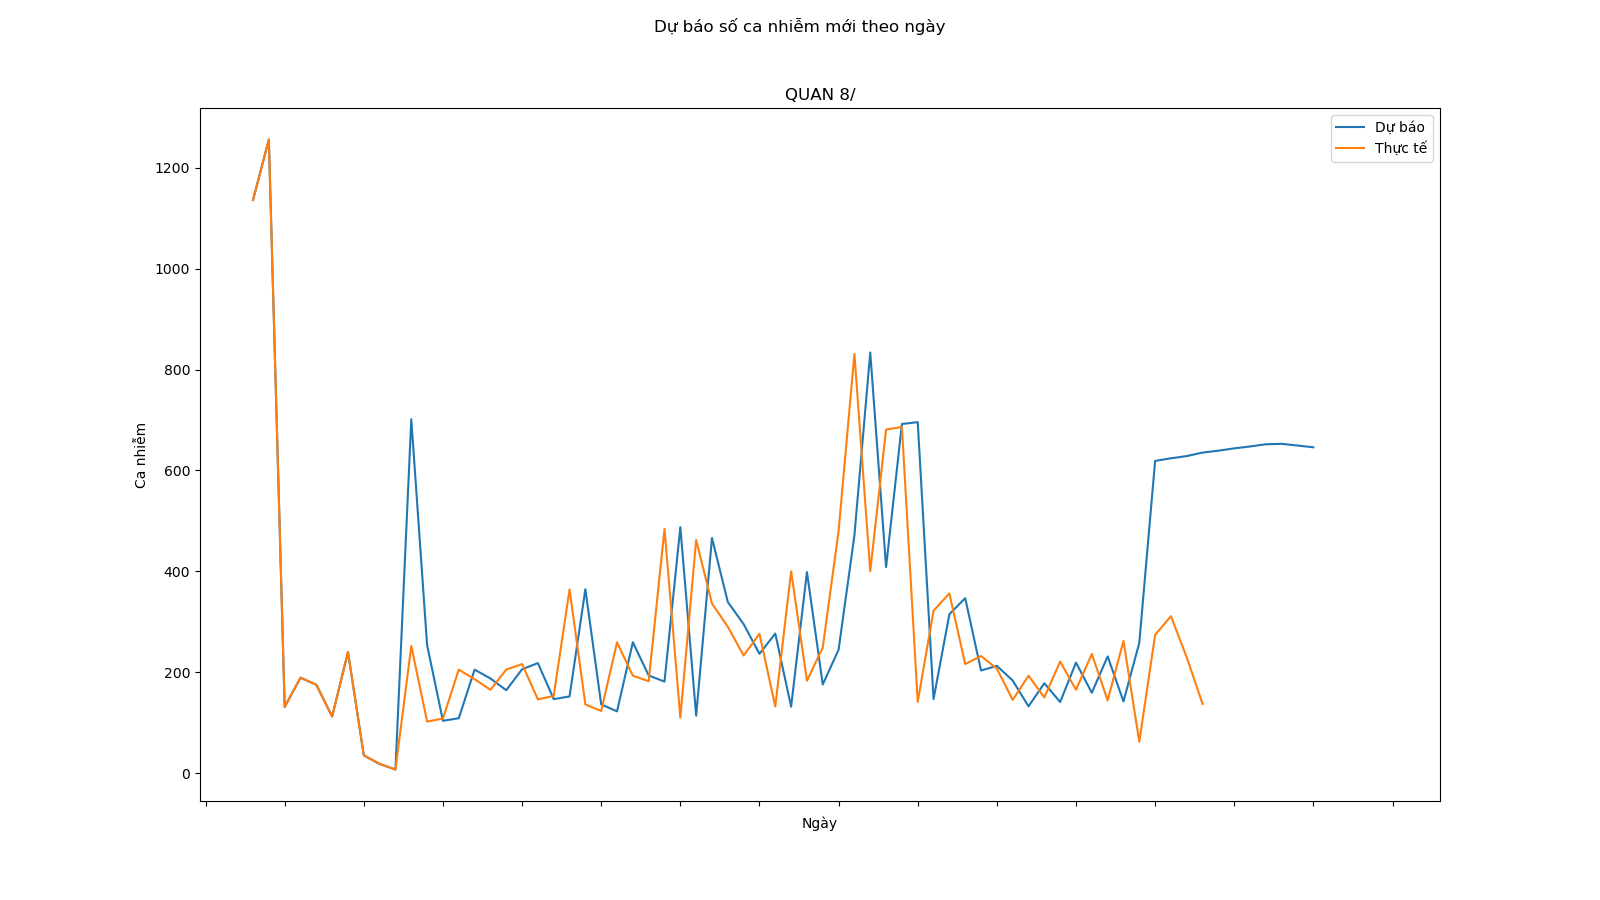 Dự báo số ca nhiễm mới theo ngày
QUAN 8/
Dự báo
Thực tế
1200
1000
800
600
400
200
0
Ca nhiễm
Ngày